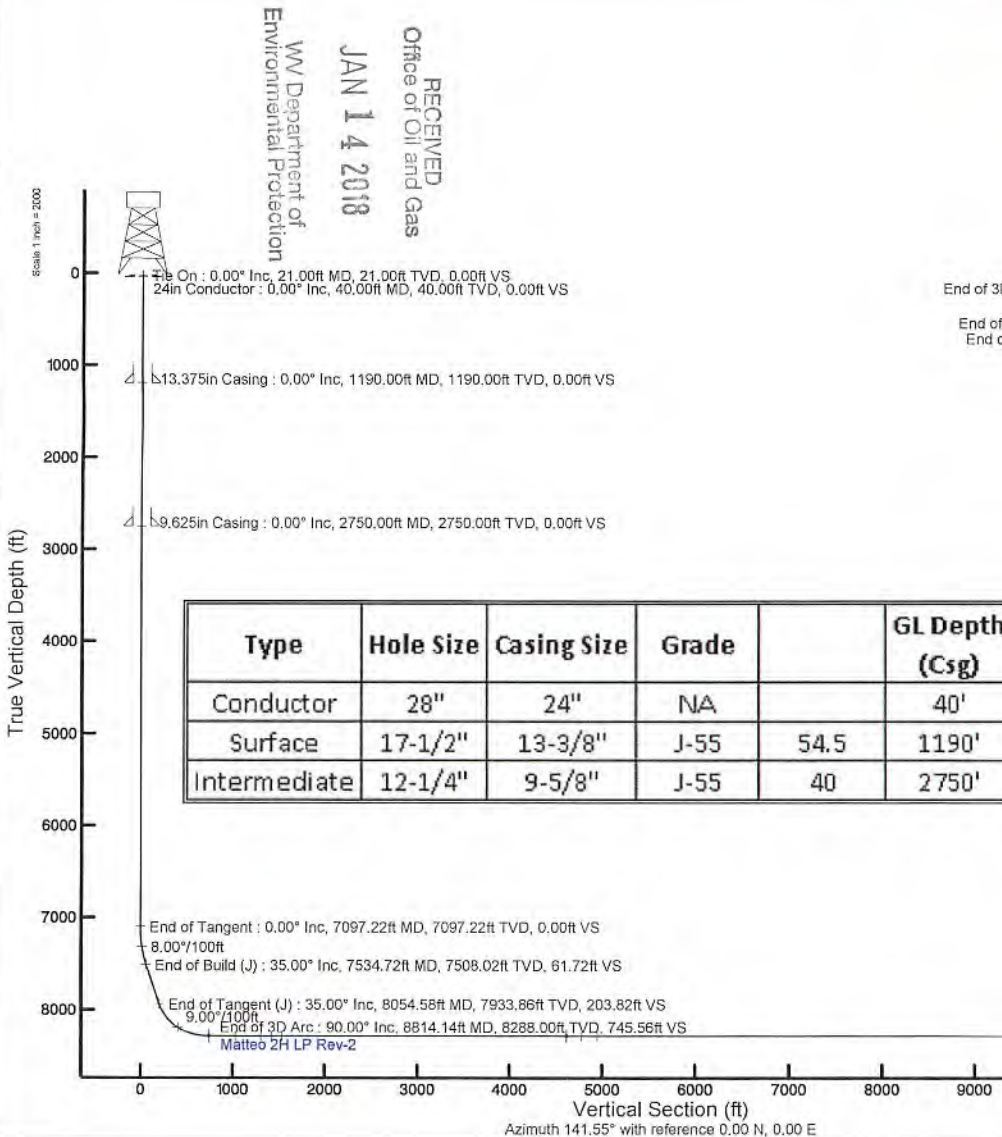 RECEIVED
Office of Oil and Gas
JAN 14 2018
WV Department of
Environmental Protection
Scale 1 inch = 2000
0
Tie On : 0.00° Inc, 21.00ft MD, 21.00ft TVD, 0.00ft VS
24in Conductor : 0.00° Inc, 40.00ft MD, 40.00ft TVD, 0.00ft VS
End of 3
End of
End
1000
13.375in Casing : 0.00° Inc, 1190.00ft MD, 1190.00ft TVD, 0.00ft VS
2000
9.625in Casing : 0.00° Inc, 2750.00ft MD, 2750.00ft TVD, 0.00ft VS
3000
True Vertical Depth (ft)
Type Hole Size Casing Size Grade GL Depth (Csg)
Conductor 28" 24" NA 40'
Surface 17-1/2" 13-3/8" J-55 54.5 1190'
Intermediate 12-1/4" 9-5/8" J-55 40 2750'
4000
5000
6000
7000
End of Tangent : 0.00° Inc, 7097.22ft MD, 7097.22ft TVD, 0.00ft VS
8.00°/100ft
End of Build (J) : 35.00° Inc, 7534.72ft MD, 7508.02ft TVD, 61.72ft VS
8000
End of Tangent (J) : 35.00° Inc, 8054.58ft MD, 7933.86ft TVD, 203.82ft VS
9.00°/100ft
End of 3D Arc : 90.00° Inc, 8814.14ft MD, 8288.00ft TVD, 745.56ft VS
Matteo 2H LP Rev-2
0 1000 2000 3000 4000 5000 6000 7000 8000 9000
Vertical Section (ft)
Azimuth 141.55° with reference 0.00 N, 0.00 E